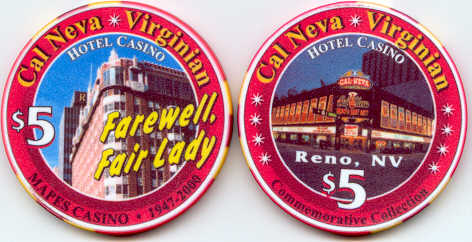 Cal Neva * Virginian
HOTEL CASINO
$5
Farewell,
Fair Lady
MAPES CASINO * 1947-2000
Cal Neva * Virginian
HOTEL CASINO
CAL-NEVA
Reno, NV
$5
Commemorative Collection